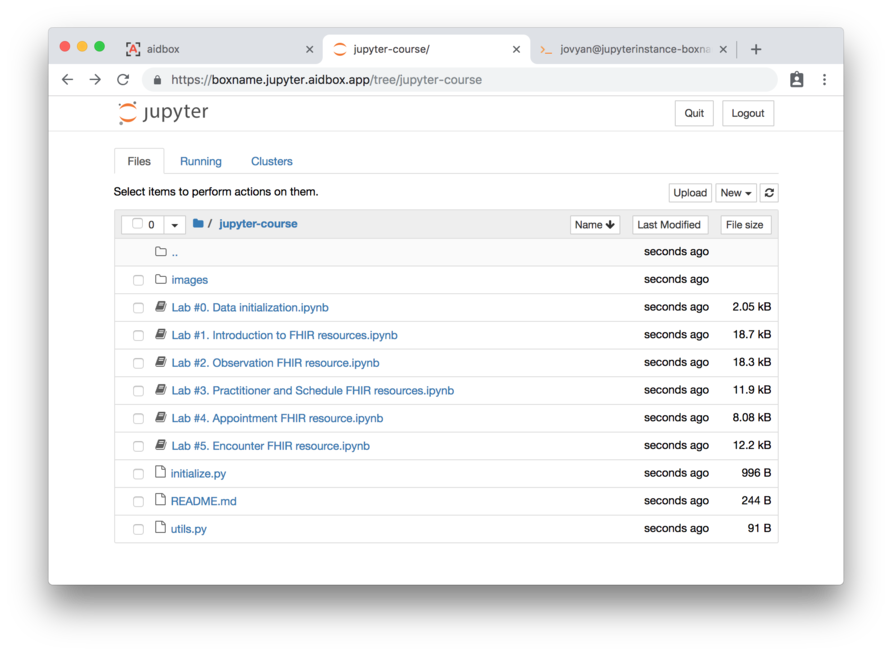 aidbox
jupyter-course/
jovyan@jupyterinstance-boxna
https://boxname.jupyter.aidbox.app/tree/jupyter-course
jupyter
Quit
Logout
Files
Running
Clusters
Select items to perform actions on them.
Upload
New
0
/ jupyter-course
Name
Last Modified
File size
.. seconds ago
images seconds ago
Lab #0. Data initialization.ipynb seconds ago 2.05 kB
Lab #1. Introduction to FHIR resources.ipynb seconds ago 18.7 kB
Lab #2. Observation FHIR resource.ipynb seconds ago 18.3 kB
Lab #3. Practitioner and Schedule FHIR resources.ipynb seconds ago 11.9 kB
Lab #4. Appointment FHIR resource.ipynb seconds ago 8.08 kB
Lab #5. Encounter FHIR resource.ipynb seconds ago 12.2 kB
initialize.py seconds ago 996 B
README.md seconds ago 244 B
utils.py seconds ago 91 B